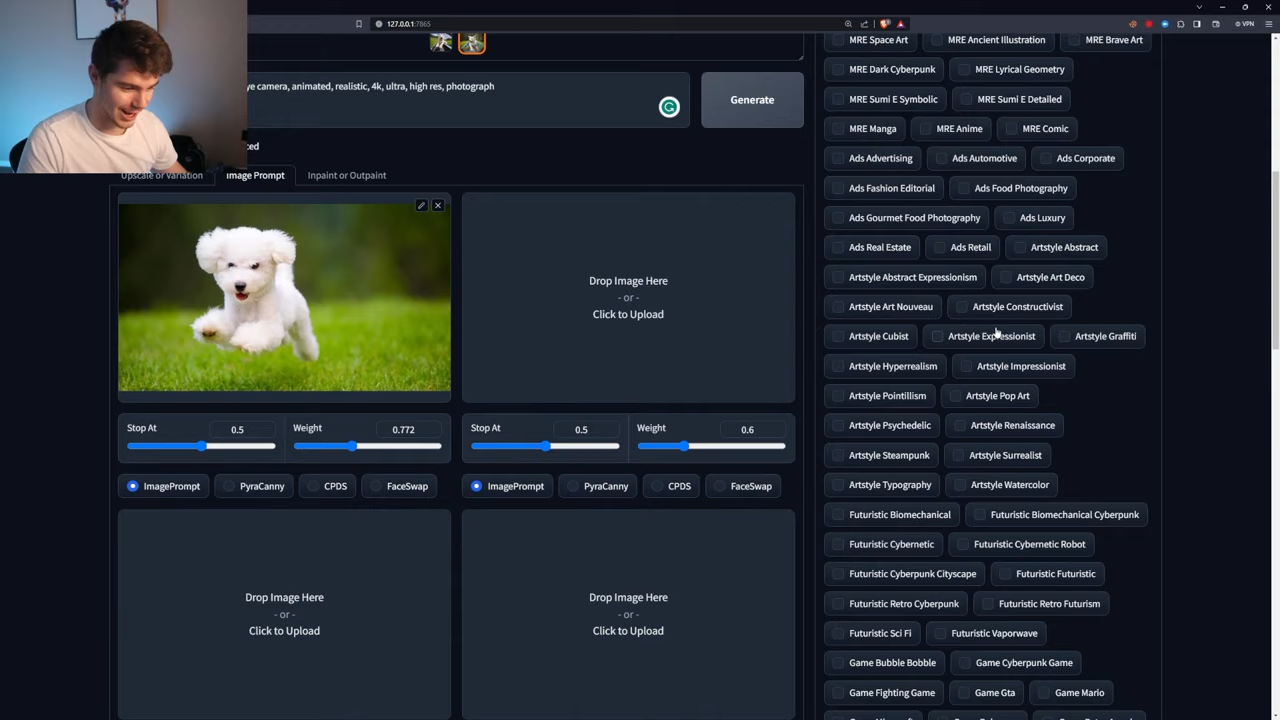 127.0.0.1:7865
VPN
ye camera, animated, realistic, 4k, ultra, high res, photograph
Generate
Upscale or Variation
Image Prompt
Inpaint or Outpaint
Drop Image Here
- or -
Click to Upload
Stop At
0.5
Weight
0.772
Stop At
0.5
Weight
0.6
ImagePrompt
PyraCanny
CPDS
FaceSwap
ImagePrompt
PyraCanny
CPDS
FaceSwap
Drop Image Here
- or -
Click to Upload
Drop Image Here
- or -
Click to Upload
MRE Space Art
MRE Ancient Illustration
MRE Brave Art
MRE Dark Cyberpunk
MRE Lyrical Geometry
MRE Sumi E Symbolic
MRE Sumi E Detailed
MRE Manga
MRE Anime
MRE Comic
Ads Advertising
Ads Automotive
Ads Corporate
Ads Fashion Editorial
Ads Food Photography
Ads Gourmet Food Photography
Ads Luxury
Ads Real Estate
Ads Retail
Artstyle Abstract
Artstyle Abstract Expressionism
Artstyle Art Deco
Artstyle Art Nouveau
Artstyle Constructivist
Artstyle Cubist
Artstyle Expressionist
Artstyle Graffiti
Artstyle Hyperrealism
Artstyle Impressionist
Artstyle Pointillism
Artstyle Pop Art
Artstyle Psychedelic
Artstyle Renaissance
Artstyle Steampunk
Artstyle Surrealist
Artstyle Typography
Artstyle Watercolor
Futuristic Biomechanical
Futuristic Biomechanical Cyberpunk
Futuristic Cybernetic
Futuristic Cybernetic Robot
Futuristic Cyberpunk Cityscape
Futuristic Futuristic
Futuristic Retro Cyberpunk
Futuristic Retro Futurism
Futuristic Sci Fi
Futuristic Vaporwave
Game Bubble Bobble
Game Cyberpunk Game
Game Fighting Game
Game Gta
Game Mario